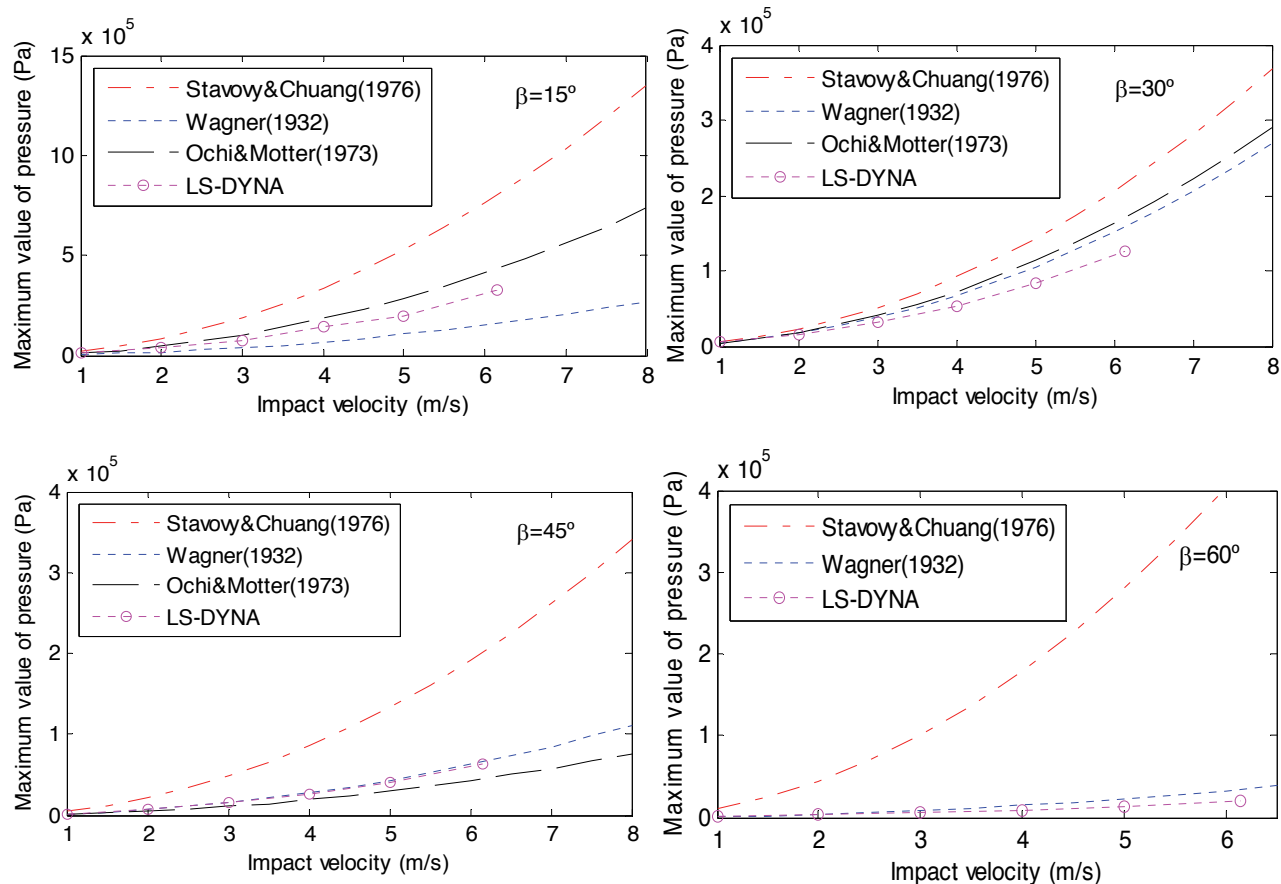 x 10^5
15
10
5
0
Maximum value of pressure (Pa)
Stavovy&Chuang(1976)
Wagner(1932)
Ochi&Motter(1973)
LS-DYNA
β=15º
1 2 3 4 5 6 7 8
Impact velocity (m/s)
x 10^5
4
3
2
1
0
Maximum value of pressure (Pa)
Stavovy&Chuang(1976)
Wagner(1932)
Ochi&Motter(1973)
LS-DYNA
β=30º
1 2 3 4 5 6 7 8
Impact velocity (m/s)
x 10^5
4
3
2
1
0
Maximum value of pressure (Pa)
Stavovy&Chuang(1976)
Wagner(1932)
Ochi&Motter(1973)
LS-DYNA
β=45º
1 2 3 4 5 6 7 8
Impact velocity (m/s)
x 10^5
4
3
2
1
0
Maximum value of pressure (Pa)
Stavovy&Chuang(1976)
Wagner(1932)
LS-DYNA
β=60º
1 2 3 4 5 6
Impact velocity (m/s)